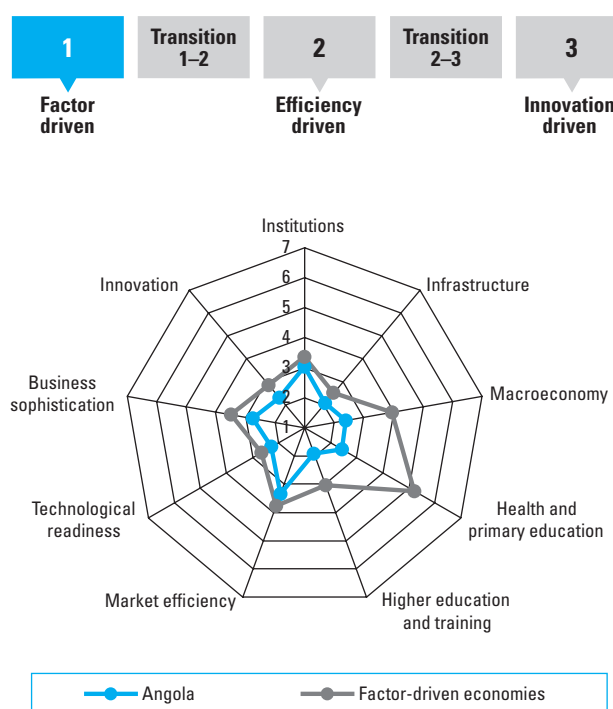 1
Transition
1–2
2
Transition
2–3
3
Factor
driven
Efficiency
driven
Innovation
driven
Institutions
7
6
5
4
3
2
1
Infrastructure
Macroeconomy
Health and
primary education
Higher education
and training
Market efficiency
Technological
readiness
Business
sophistication
Innovation
Angola
Factor-driven economies